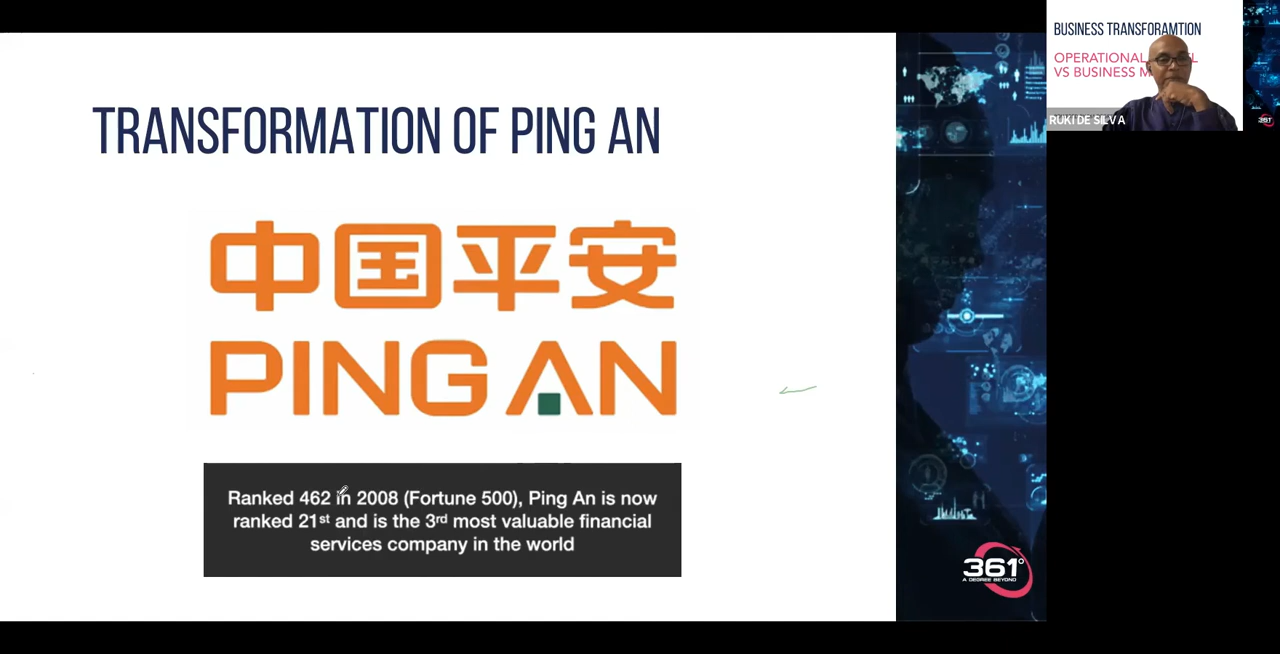 TRANSFORMATION OF PING AN
中国平安
PING AN
Ranked 462 in 2008 (Fortune 500), Ping An is now
ranked 21st and is the 3rd most valuable financial
services company in the world
361°
A DEGREE BEYOND
BUSINESS TRANSFORAMTION
OPERATIONAL
VS BUSINESS
RUKI DE SILVA
361